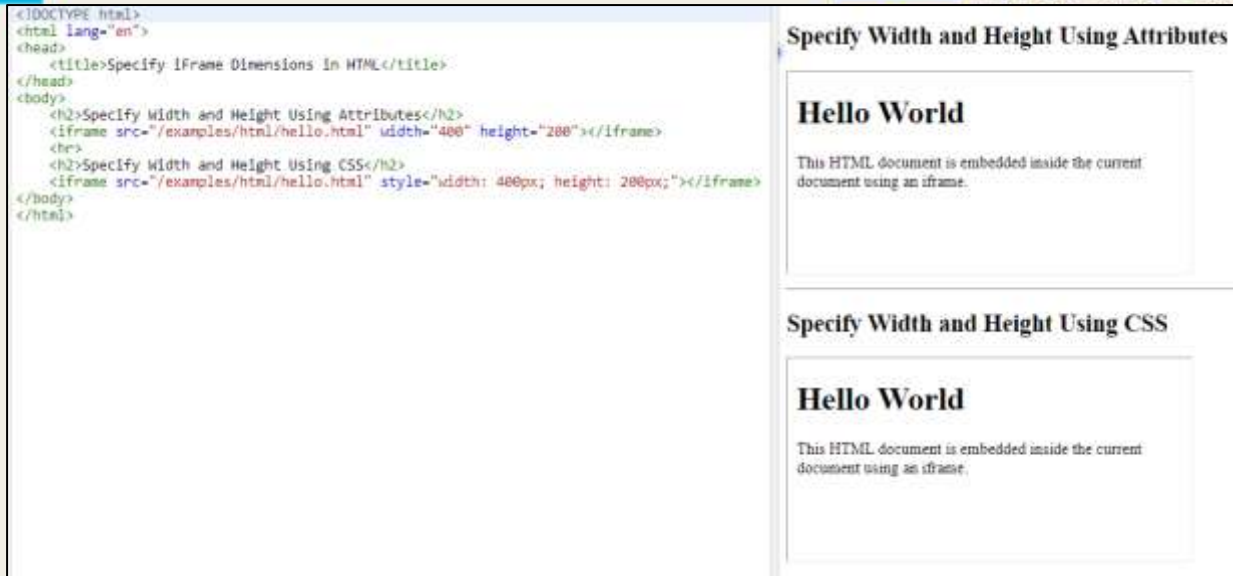 <!DOCTYPE html>
<html lang="en">
<head>
    <title>Specify iFrame Dimensions in HTML</title>
</head>
<body>
    <h2>Specify Width and Height Using Attributes</h2>
    <iframe src="/examples/html/hello.html" width="400" height="200"></iframe>
    <hr>
    <h2>Specify Width and Height Using CSS</h2>
    <iframe src="/examples/html/hello.html" style="width: 400px; height: 200px;"></iframe>
</body>
</html>
Specify Width and Height Using Attributes
Hello World
This HTML document is embedded inside the current
document using an iframe.
Specify Width and Height Using CSS
Hello World
This HTML document is embedded inside the current
document using an iframe.